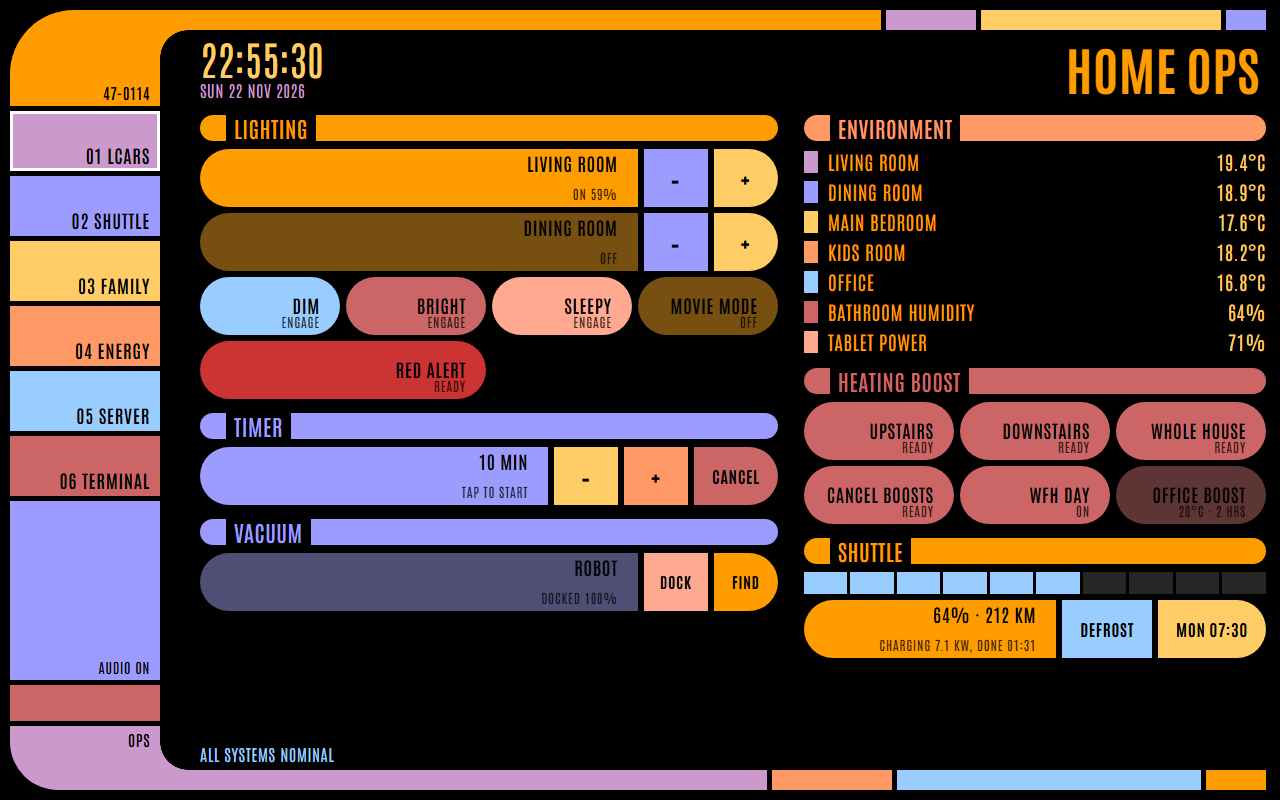 22:55:30
SUN 22 NOV 2026
HOME OPS
47-0114
01 LCARS
02 SHUTTLE
03 FAMILY
04 ENERGY
05 SERVER
06 TERMINAL
AUDIO ON
OPS
LIGHTING
LIVING ROOM
ON 59%
-
+
DINING ROOM
OFF
-
+
DIM
ENGAGE
BRIGHT
ENGAGE
SLEEPY
ENGAGE
MOVIE MODE
OFF
RED ALERT
READY
TIMER
10 MIN
TAP TO START
-
+
CANCEL
VACUUM
ROBOT
DOCKED 100%
DOCK
FIND
ENVIRONMENT
LIVING ROOM 19.4°C
DINING ROOM 18.9°C
MAIN BEDROOM 17.6°C
KIDS ROOM 18.2°C
OFFICE 16.8°C
BATHROOM HUMIDITY 64%
TABLET POWER 71%
HEATING BOOST
UPSTAIRS
READY
DOWNSTAIRS
READY
WHOLE HOUSE
READY
CANCEL BOOSTS
READY
WFH DAY
ON
OFFICE BOOST
20°C · 2 HRS
SHUTTLE
64% · 212 KM
CHARGING 7.1 KW, DONE 01:31
DEFROST
MON 07:30
ALL SYSTEMS NOMINAL